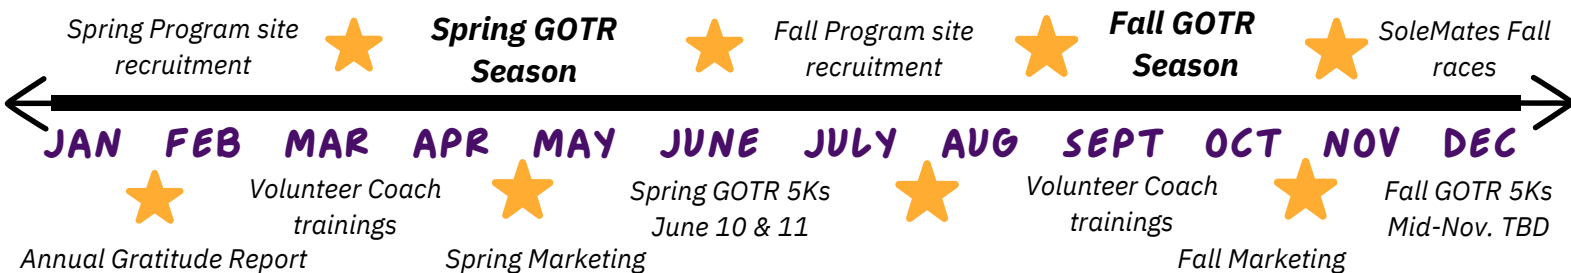 Spring Program site
recruitment
Spring GOTR
Season
Fall Program site
recruitment
Fall GOTR
Season
SoleMates Fall
races
JAN FEB MAR APR MAY JUNE JULY AUG SEPT OCT NOV DEC
Annual Gratitude Report
Volunteer Coach
trainings
Spring Marketing
Spring GOTR 5Ks
June 10 & 11
Volunteer Coach
trainings
Fall Marketing
Fall GOTR 5Ks
Mid-Nov. TBD